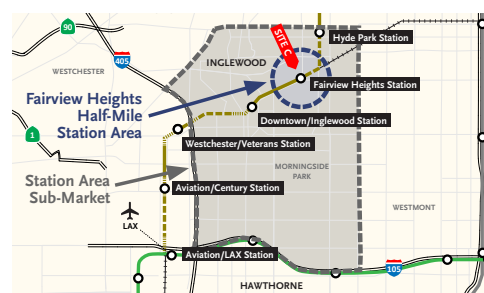 90
Hyde Park Station
SITE C
405
INGLEWOOD
WESTCHESTER
Fairview Heights Station
Fairview Heights
Half-Mile
Station Area
Downtown/Inglewood Station
1
Westchester/Veterans Station
MORNINGSIDE
PARK
Station Area
Sub-Market
Aviation/Century Station
WESTMONT
LAX
Aviation/LAX Station
105
HAWTHORNE